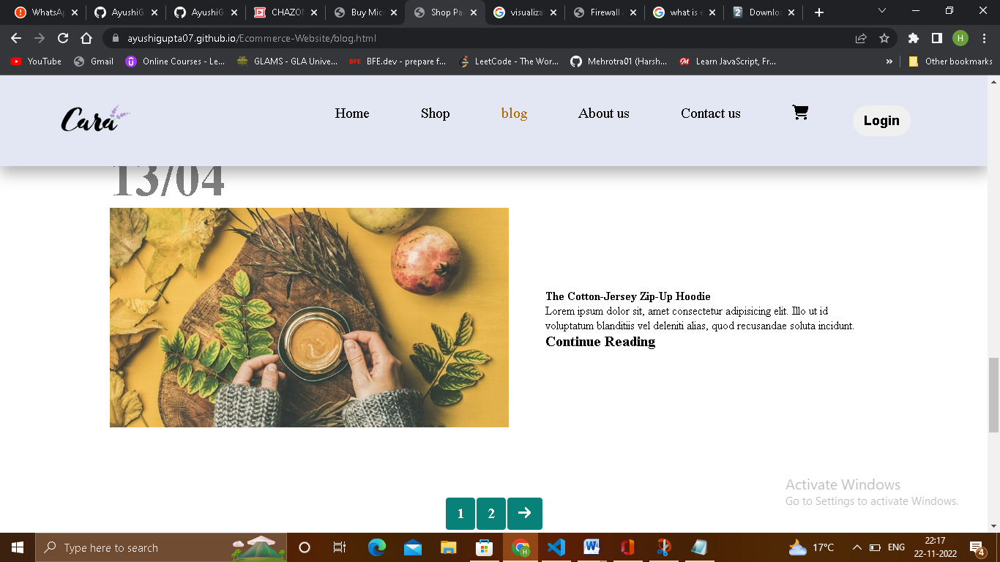 WhatsAp
AyushiG
AyushiG
CHAZON
Buy Mic
Shop Pa
visualiza
Firewall
what is e
Downlo
ayushigupta07.github.io/Ecommerce-Website/blog.html
H
YouTube
Gmail
Online Courses - Le...
GLAMS - GLA Unive...
BFE.dev - prepare f...
LeetCode - The Wor...
Mehrotra01 (Harsh...
Learn JavaScript, Fr...
»
Other bookmarks
Cara
Home
Shop
blog
About us
Contact us
Login
13/04
The Cotton-Jersey Zip-Up Hoodie
Lorem ipsum dolor sit, amet consectetur adipisicing elit. Illo ut id
voluptatum blanditiis vel deleniti alias, quod recusandae soluta incidunt.
Continue Reading
Activate Windows
Go to Settings to activate Windows.
1 2 →
Type here to search
17°C
ENG
22:17
22-11-2022
4